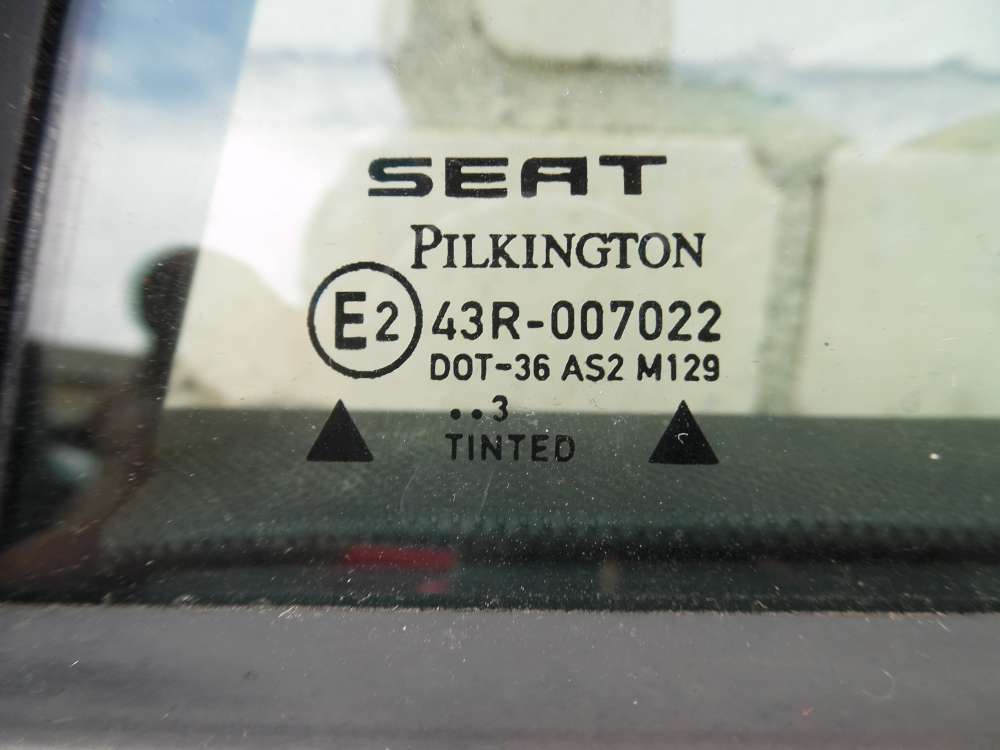 SEAT
PILKINGTON
E2 43R-007022
DOT-36 AS2 M129
..3
TINTED